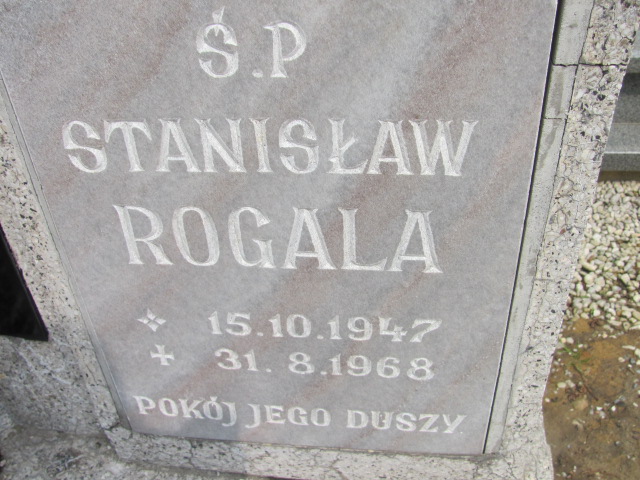 Ś.P
STANISŁAW
ROGALA
15.10.1947
31.8.1968
POKÓJ JEGO DUSZY